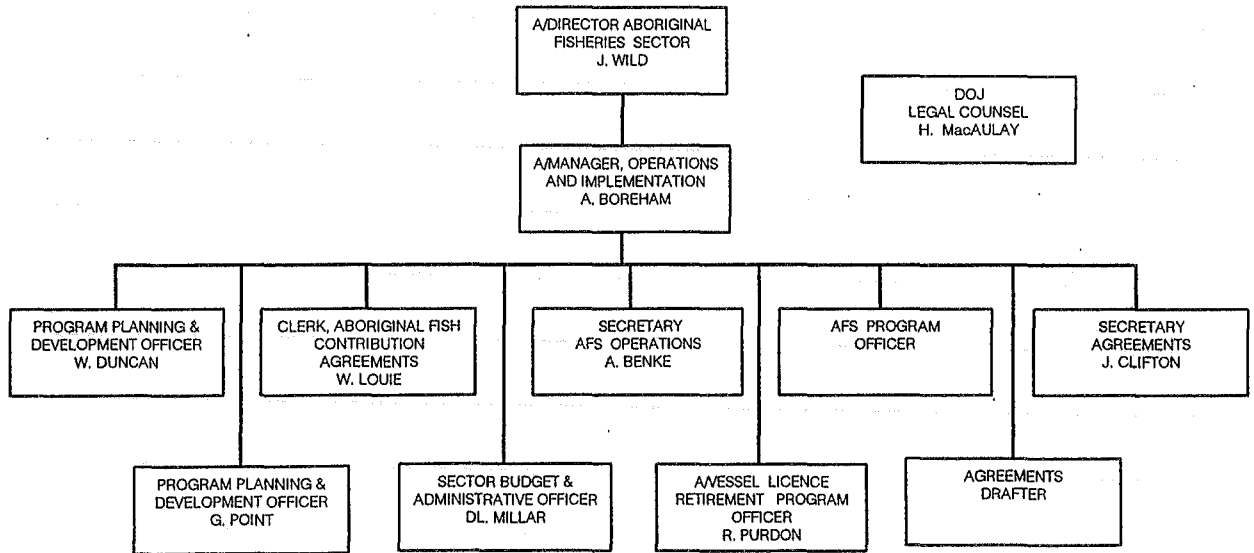 A/DIRECTOR ABORIGINAL
FISHERIES SECTOR
J. WILD
DOJ
LEGAL COUNSEL
H. MacAULAY
A/MANAGER, OPERATIONS
AND IMPLEMENTATION
A. BOREHAM
PROGRAM PLANNING &
DEVELOPMENT OFFICER
W. DUNCAN
CLERK, ABORIGINAL FISH
CONTRIBUTION
AGREEMENTS
W. LOUIE
SECRETARY
AFS OPERATIONS
A. BENKE
AFS PROGRAM
OFFICER
SECRETARY
AGREEMENTS
J. CLIFTON
PROGRAM PLANNING &
DEVELOPMENT OFFICER
G. POINT
SECTOR BUDGET &
ADMINISTRATIVE OFFICER
DL. MILLAR
A/VESSEL LICENCE
RETIREMENT PROGRAM
OFFICER
R. PURDON
AGREEMENTS
DRAFTER